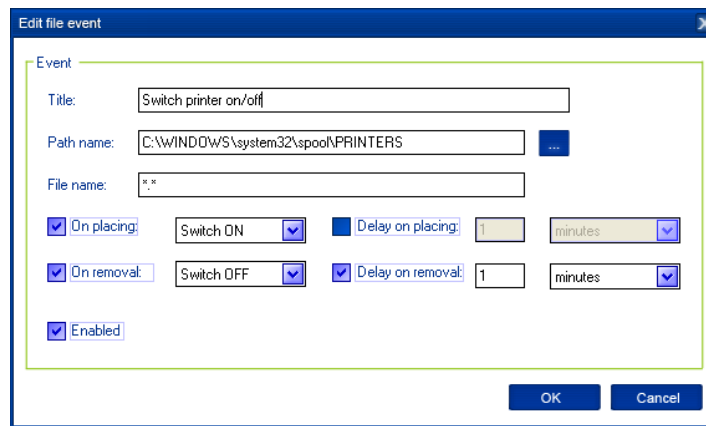 Edit file event
Event
Title: Switch printer on/off
Path name: C:\WINDOWS\system32\spool\PRINTERS ...
File name: *.*
On placing: Switch ON Delay on placing: 1 minutes
On removal: Switch OFF Delay on removal: 1 minutes
Enabled
OK Cancel